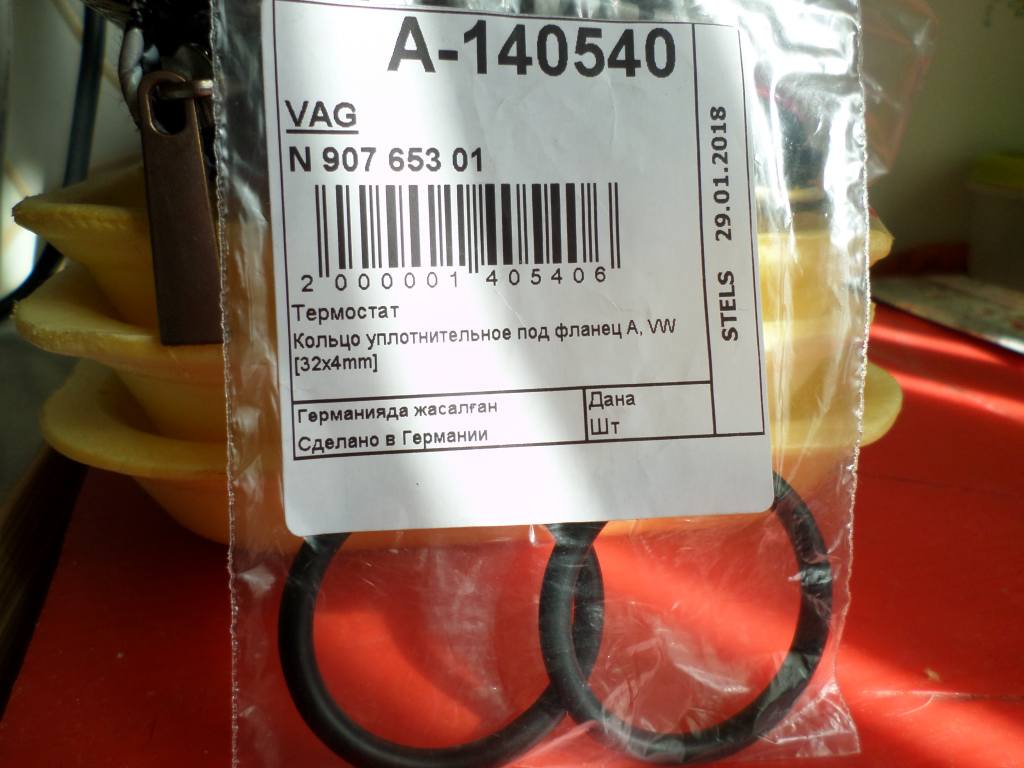 A-140540
VAG
N 907 653 01
2 000001 405406
Термостат
Кольцо уплотнительное под фланец A, VW
[32x4mm]
Германияда жасалған
Сделано в Германии
Дана
Шт
STELS 29.01.2018